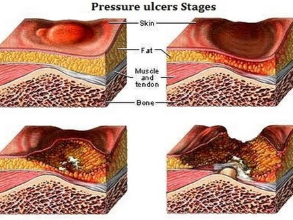 Pressure ulcers Stages
Skin
Fat
Muscle
and
tendon
Bone